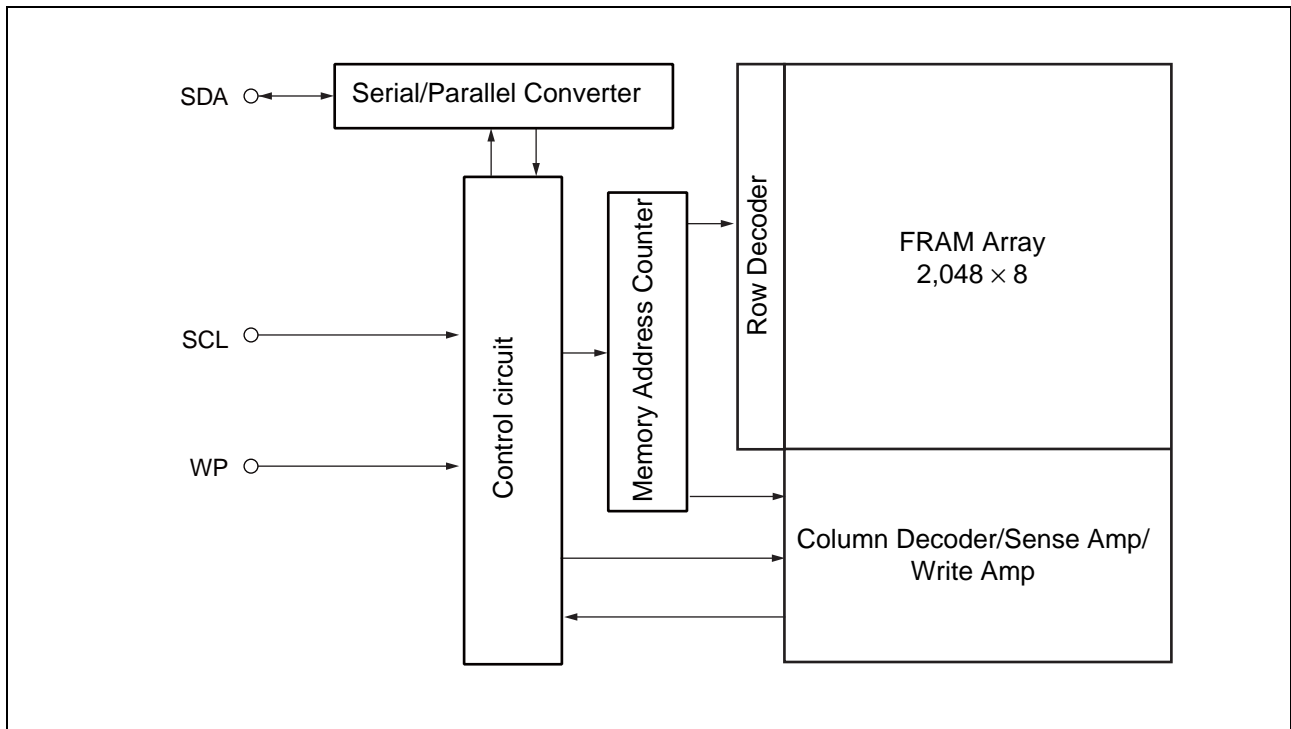 SDA
Serial/Parallel Converter
SCL
WP
Control circuit
Memory Address Counter
Row Decoder
FRAM Array
2,048 × 8
Column Decoder/Sense Amp/
Write Amp